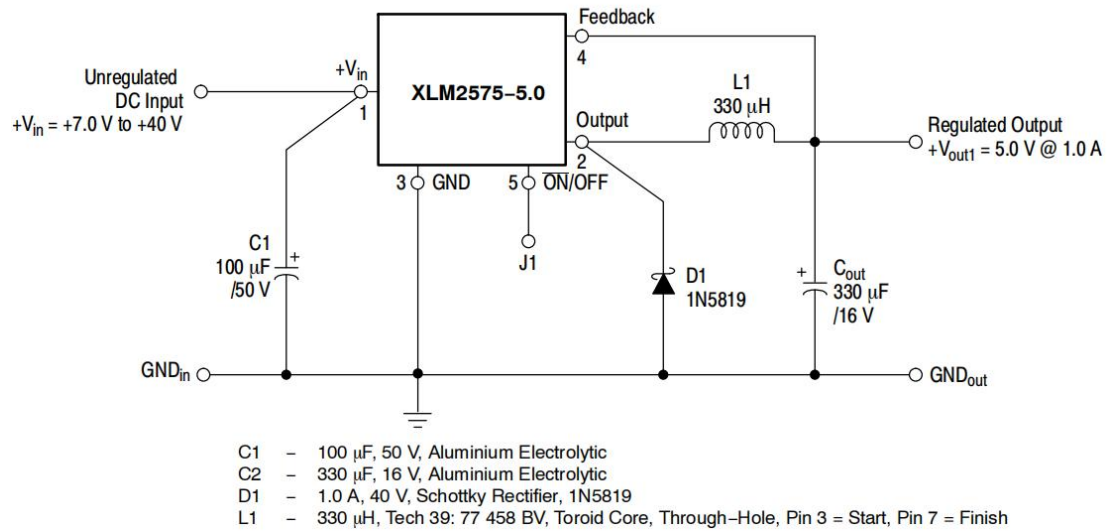 Feedback
4
+Vin
1
XLM2575–5.0
Unregulated
DC Input
+Vin = +7.0 V to +40 V
L1
330 μH
Output
2
Regulated Output
+Vout1 = 5.0 V @ 1.0 A
3 GND
5 ON/OFF
J1
C1
100 μF
/50 V
+
D1
1N5819
+
Cout
330 μF
/16 V
GNDin
GNDout
C1 – 100 μF, 50 V, Aluminium Electrolytic
C2 – 330 μF, 16 V, Aluminium Electrolytic
D1 – 1.0 A, 40 V, Schottky Rectifier, 1N5819
L1 – 330 μH, Tech 39: 77 458 BV, Toroid Core, Through–Hole, Pin 3 = Start, Pin 7 = Finish